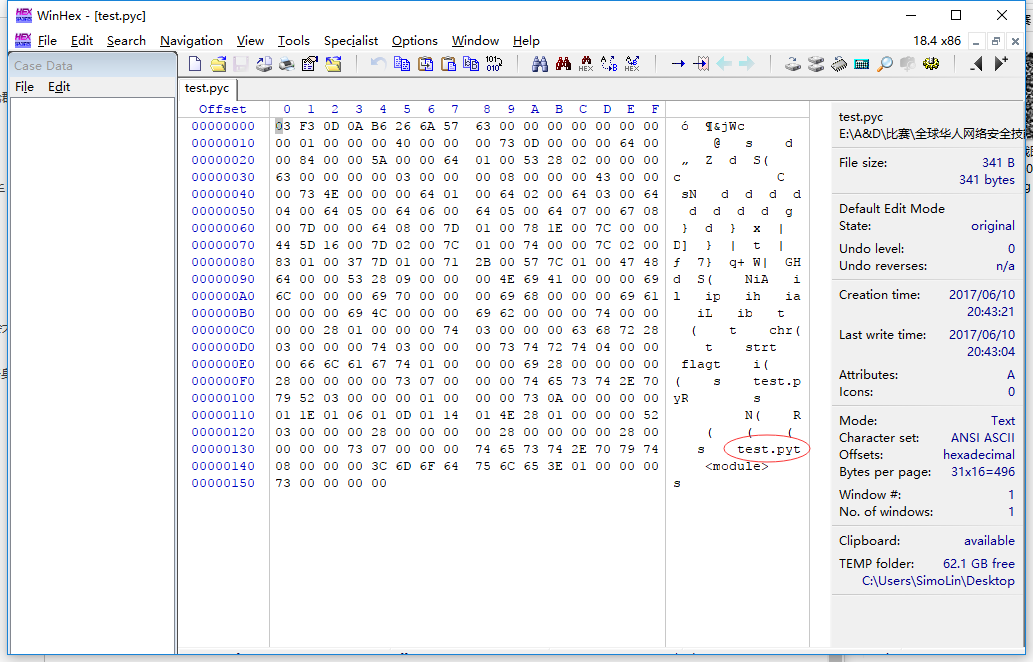 WinHex - [test.pyc]
File Edit Search Navigation View Tools Specialist Options Window Help 18.4 x86
Case Data
File Edit
test.pyc
Offset 0 1 2 3 4 5 6 7 8 9 A B C D E F
00000000 03 F3 0D 0A B6 26 6A 57 63 00 00 00 00 00 00 00 ó ¶&jWc
00000010 00 01 00 00 00 40 00 00 00 73 0D 00 00 00 64 00 @ s d
00000020 00 84 00 00 5A 00 00 64 01 00 53 28 02 00 00 00 „ Z d S(
00000030 63 00 00 00 00 03 00 00 00 08 00 00 00 43 00 00 c C
00000040 00 73 4E 00 00 00 64 01 00 64 02 00 64 03 00 64 sN d d d d
00000050 04 00 64 05 00 64 06 00 64 05 00 64 07 00 67 08 d d d d g
00000060 00 7D 00 00 64 08 00 7D 01 00 78 1E 00 7C 00 00 } d } x |
00000070 44 5D 16 00 7D 02 00 7C 01 00 74 00 00 7C 02 00 D] } | t |
00000080 83 01 00 37 7D 01 00 71 2B 00 57 7C 01 00 47 48 ƒ 7} q+ W| GH
00000090 64 00 00 53 28 09 00 00 00 4E 69 41 00 00 00 69 d S( NiA i
000000A0 6C 00 00 00 69 70 00 00 00 69 68 00 00 00 69 61 l ip ih ia
000000B0 00 00 00 69 4C 00 00 00 69 62 00 00 00 74 00 00 iL ib t
000000C0 00 00 28 01 00 00 00 74 03 00 00 00 63 68 72 28 ( t chr(
000000D0 03 00 00 00 74 03 00 00 00 73 74 72 74 04 00 00 t strt
000000E0 00 66 6C 61 67 74 01 00 00 00 69 28 00 00 00 00 flagt i(
000000F0 28 00 00 00 00 73 07 00 00 00 74 65 73 74 2E 70 ( s test.p
00000100 79 52 03 00 00 00 01 00 00 00 73 0A 00 00 00 00 yR s
00000110 01 1E 01 06 01 0D 01 14 01 4E 28 01 00 00 00 52 N( R
00000120 03 00 00 00 28 00 00 00 00 28 00 00 00 00 28 00 ( ( (
00000130 00 00 00 73 07 00 00 00 74 65 73 74 2E 70 79 74 s test.pyt
00000140 08 00 00 00 3C 6D 6F 64 75 6C 65 3E 01 00 00 00 <module>
00000150 73 00 00 00 00 s
test.pyc
E:\A&D\比赛\全球华人网络安全技
File size: 341 B
341 bytes
Default Edit Mode
State: original
Undo level: 0
Undo reverses: n/a
Creation time: 2017/06/10
20:43:21
Last write time: 2017/06/10
20:43:04
Attributes: A
Icons: 0
Mode: Text
Character set: ANSI ASCII
Offsets: hexadecimal
Bytes per page: 31x16=496
Window #: 1
No. of windows: 1
Clipboard: available
TEMP folder: 62.1 GB free
C:\Users\SimoLin\Desktop